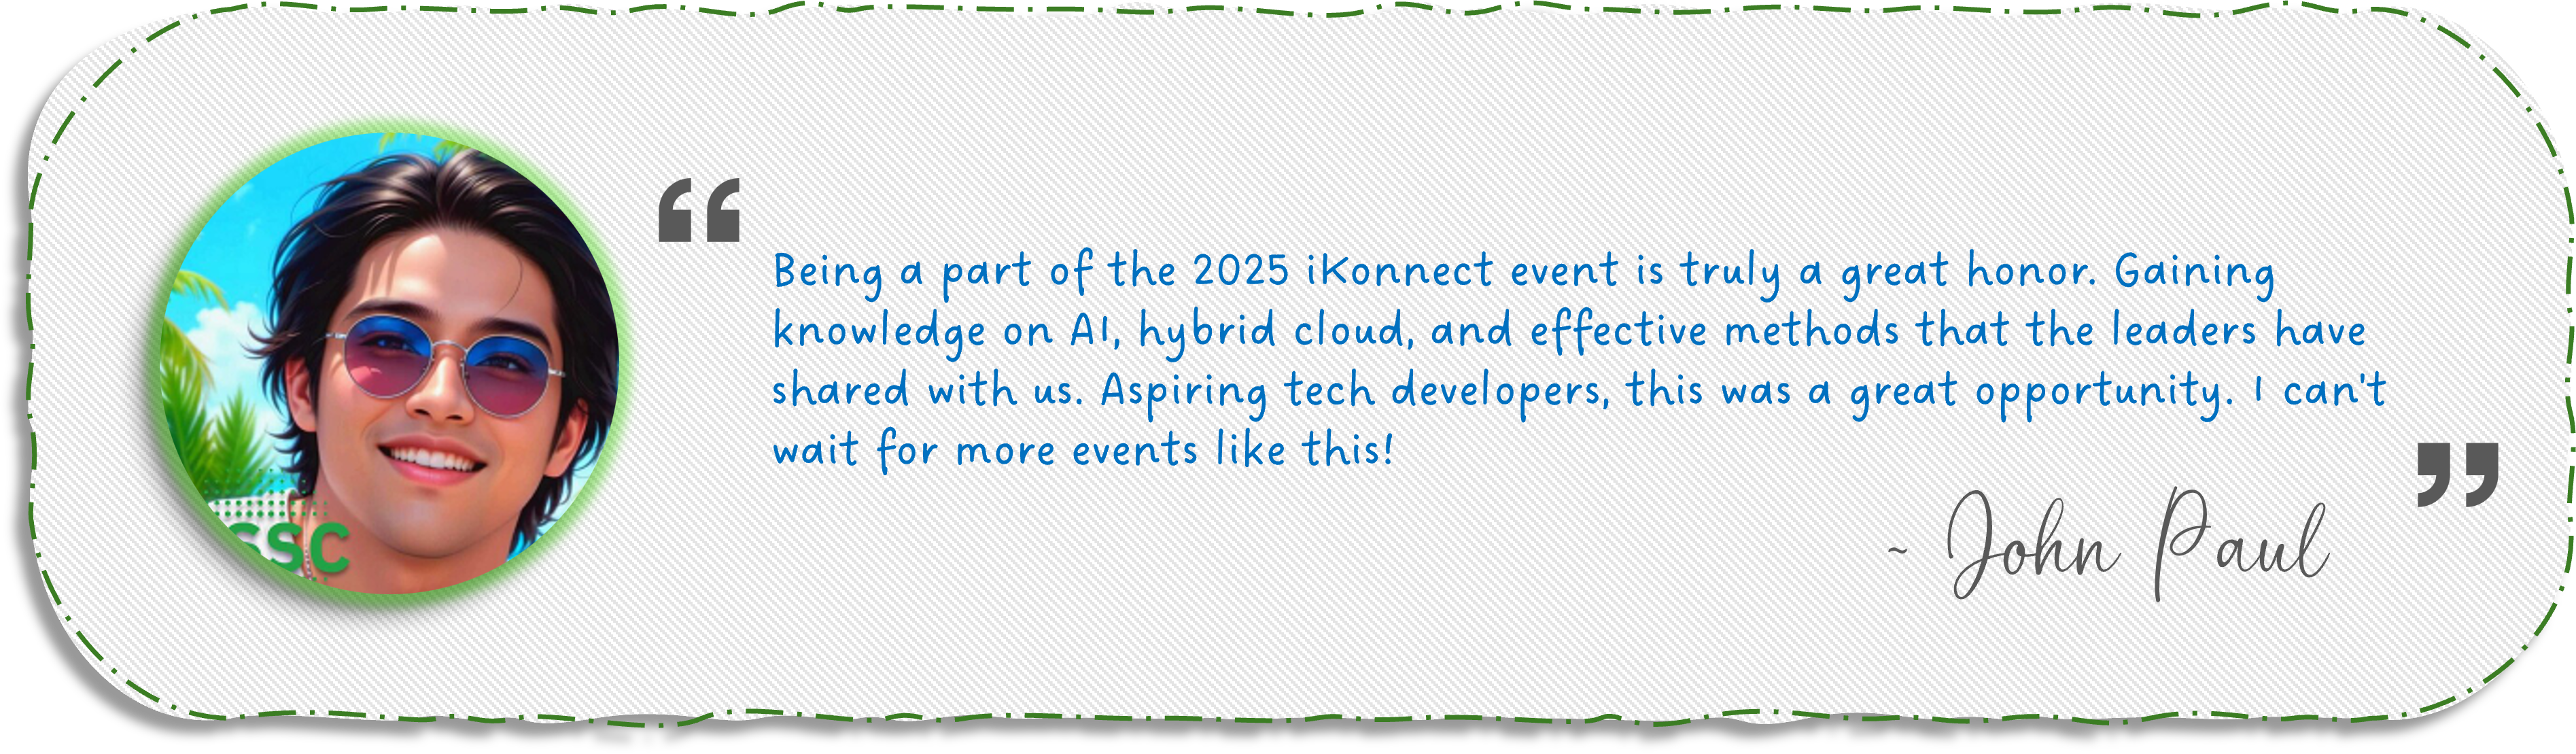 “
Being a part of the 2025 iKonnect event is truly a great honor. Gaining
knowledge on AI, hybrid cloud, and effective methods that the leaders have
shared with us. Aspiring tech developers, this was a great opportunity. I can't
wait for more events like this!
”
~ John Paul
SSC